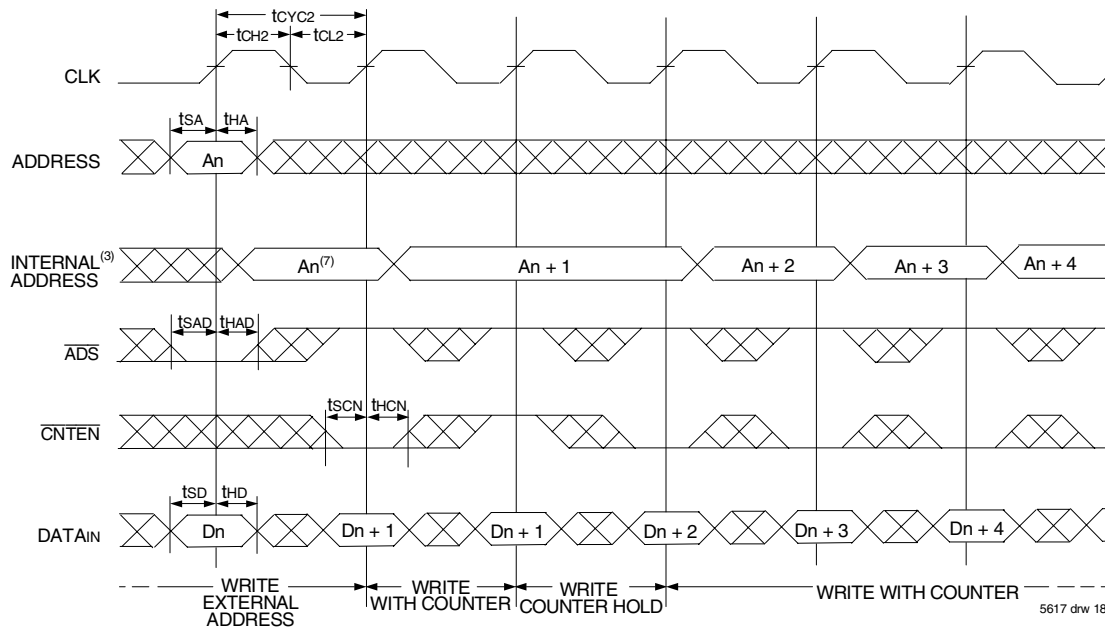 tCYC2
tCH2 tCL2
CLK
tSA tHA
ADDRESS An
INTERNAL(3)
ADDRESS An(7) An + 1 An + 2 An + 3 An + 4
tSAD tHAD
ADS
tSCN tHCN
CNTEN
tSD tHD
DATAIN Dn Dn + 1 Dn + 1 Dn + 2 Dn + 3 Dn + 4
WRITE
EXTERNAL
ADDRESS
WRITE
WITH COUNTER
WRITE
COUNTER HOLD
WRITE WITH COUNTER
5617 drw 18